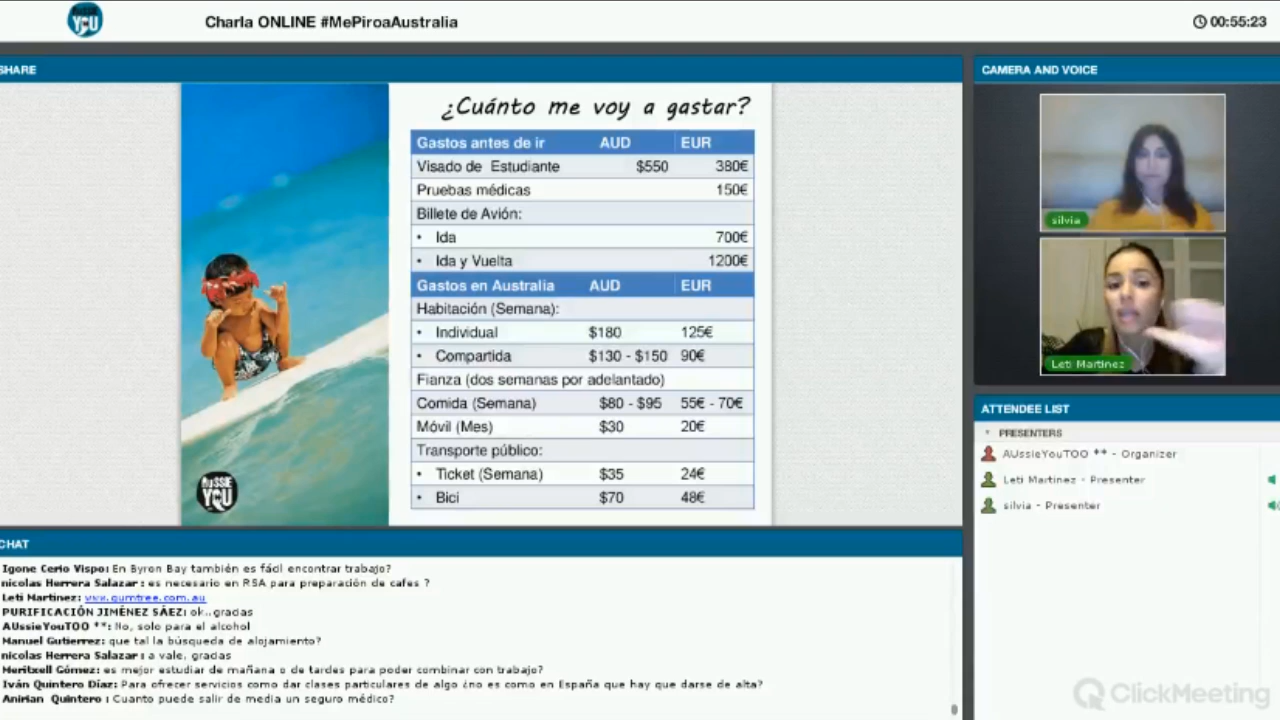 AUSSIE
YOU
Charla ONLINE #MePiroaAustralia
00:55:23
SHARE
¿Cuánto me voy a gastar?
Gastos antes de ir AUD EUR
Visado de Estudiante $550 380€
Pruebas médicas 150€
Billete de Avión:
• Ida 700€
• Ida y Vuelta 1200€
Gastos en Australia AUD EUR
Habitación (Semana):
• Individual $180 125€
• Compartida $130 - $150 90€
Fianza (dos semanas por adelantado)
Comida (Semana) $80 - $95 55€ - 70€
Móvil (Mes) $30 20€
Transporte público:
• Ticket (Semana) $35 24€
• Bici $70 48€
AUSSIE
YOU
CAMERA AND VOICE
silvia
Leti Martinez
ATTENDEE LIST
PRESENTERS
AUssieYouTOO ** - Organizer
Leti Martinez - Presenter
silvia - Presenter
CHAT
Igone Cerio Vispo: En Byron Bay también es fácil encontrar trabajo?
nicolas Herrera Salazar : es necesario en RSA para preparación de cafes ?
Leti Martinez: www.gumtree.com.au
PURIFICACIÓN JIMÉNEZ SÁEZ: ok..gracias
AUssieYouTOO **: No, solo para el alcohol
Manuel Gutierrez: que tal la búsqueda de alojamiento?
nicolas Herrera Salazar : a vale, gradas
Meritxell Gómez: es mejor estudiar de mañana o de tardes para poder combinar con trabajo?
Iván Quintero Díaz: Para ofrecer servicios como dar clases particulares de algo ¿no es como en España que hay que darse de alta?
Anirian Quintero : Cuanto puede salir de media un seguro médico?
ClickMeeting